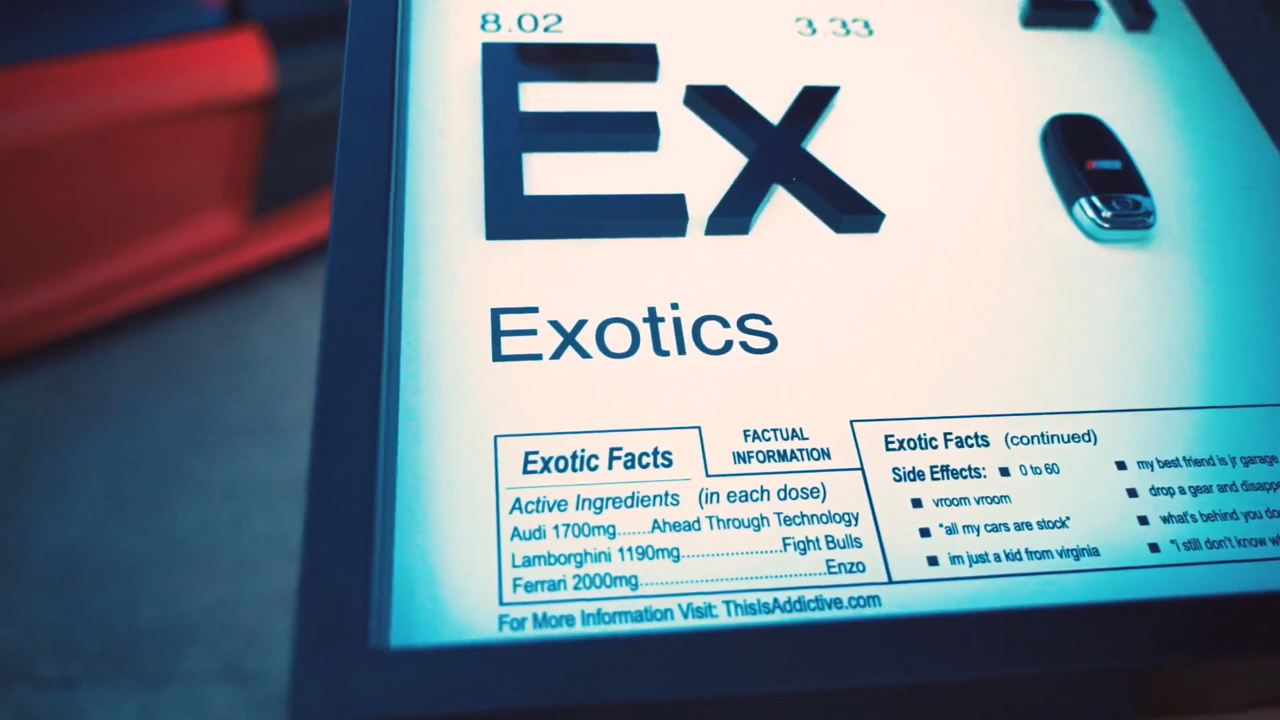 8.02 3.33
Ex
Exotics
Exotic Facts
FACTUAL
INFORMATION
Active Ingredients (in each dose)
Audi 1700mg......Ahead Through Technology
Lamborghini 1190mg......................Fight Bulls
Ferrari 2000mg........................................Enzo
Exotic Facts (continued)
Side Effects: ■ 0 to 60
■ vroom vroom
■ "all my cars are stock"
■ im just a kid from virginia
■ my best friend is jr garage
■ drop a gear and
■ what's behind you
■ "i still don't know
For More Information Visit: ThisIsAddictive.com